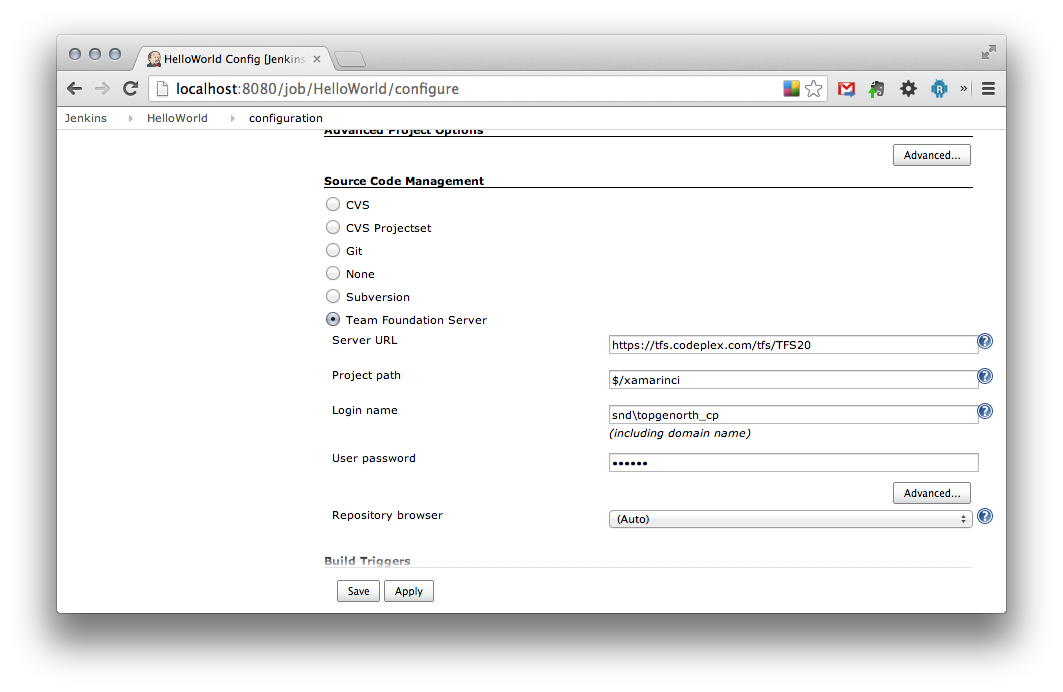 HelloWorld Config [Jenkins
localhost:8080/job/HelloWorld/configure
R
»
Jenkins
HelloWorld
configuration
Advanced Project Options
Advanced...
Source Code Management
CVS
CVS Projectset
Git
None
Subversion
Team Foundation Server
Server URL
https://tfs.codeplex.com/tfs/TFS20
?
Project path
$/xamarinci
?
Login name
snd\topgenorth_cp
?
(including domain name)
User password
••••••
Advanced...
Repository browser
(Auto)
?
Build Triggers
Save
Apply